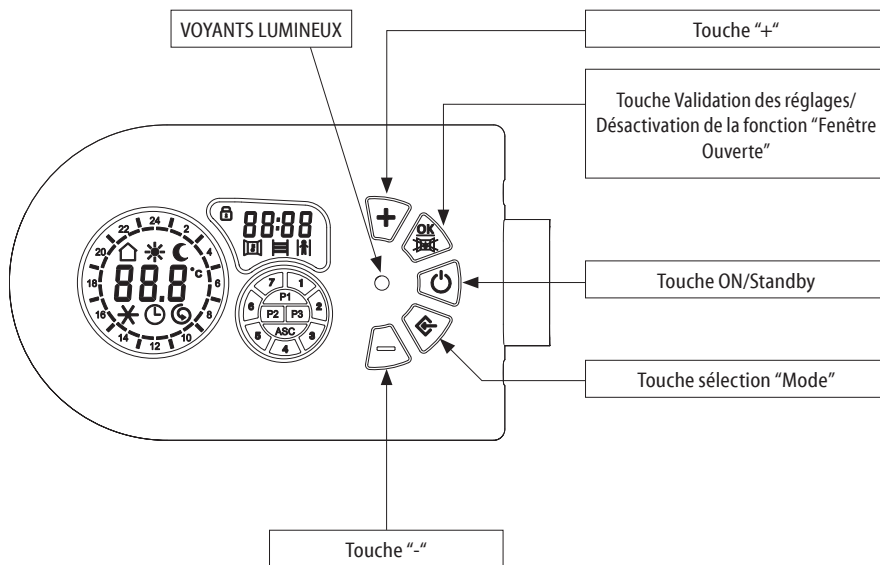 VOYANTS LUMINEUX
Touche “+“
Touche Validation des réglages/
Désactivation de la fonction “Fenêtre
Ouverte”
Touche ON/Standby
Touche sélection “Mode”
Touche “-“
24
2
4
6
8
10
12
14
16
18
20
22
88.8°c
88:88
OK
7
1
2
3
4
5
6
P1
P2
P3
ASC